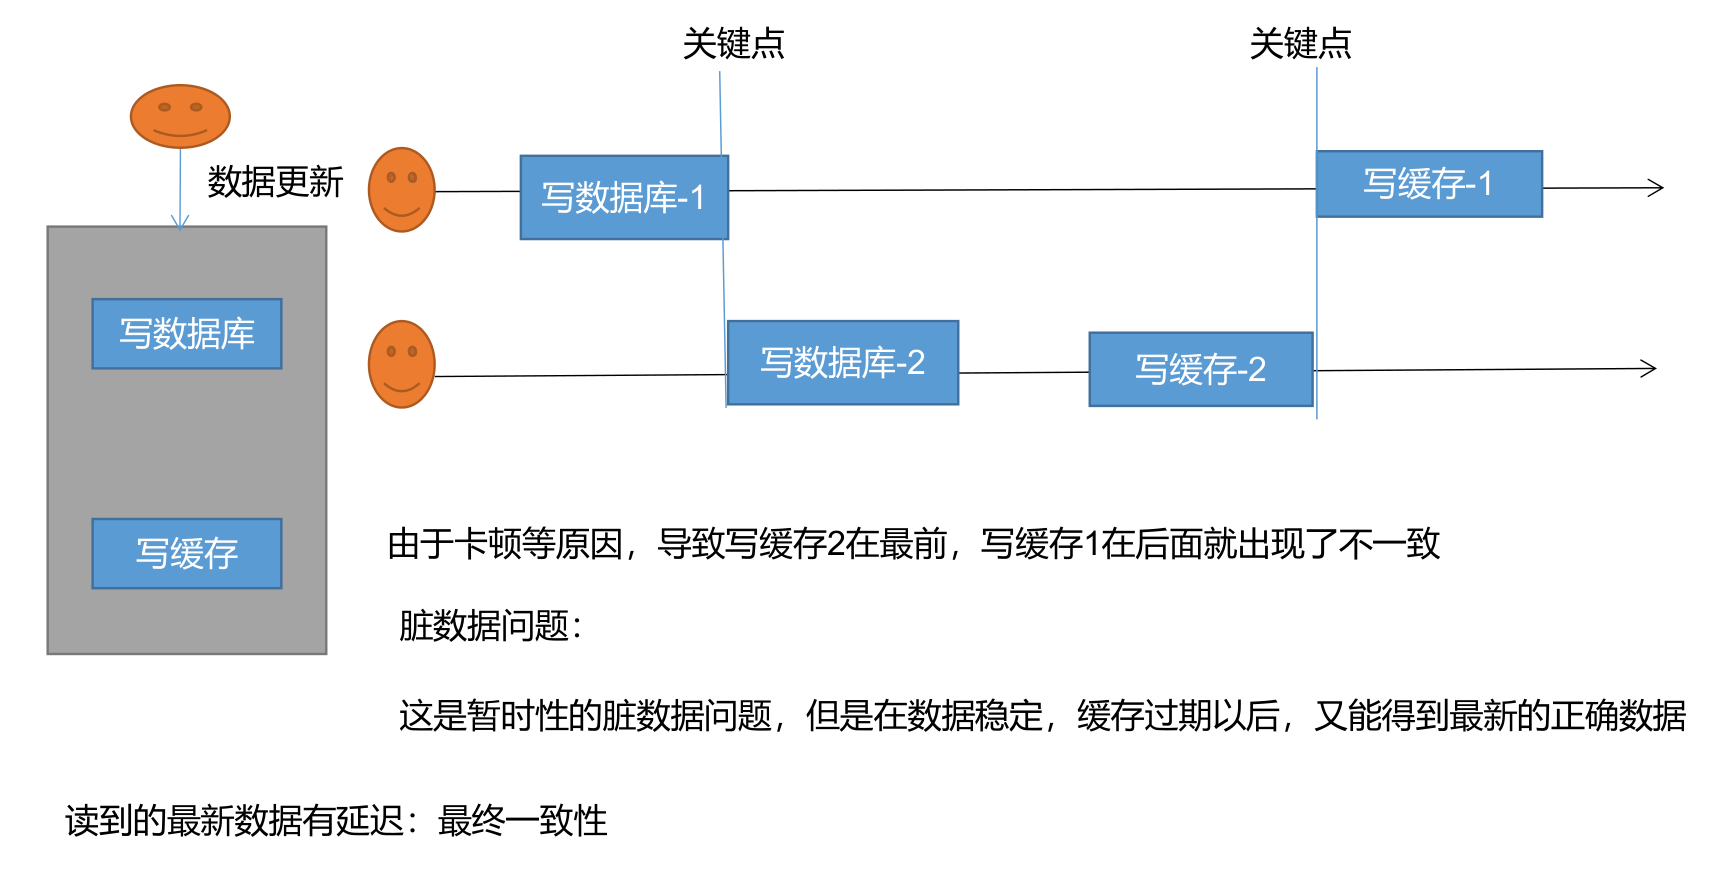 关键点
关键点
数据更新
写数据库-1
写缓存-1
写数据库
写数据库-2
写缓存-2
写缓存
由于卡顿等原因，导致写缓存2在最前，写缓存1在后面就出现了不一致
脏数据问题：
这是暂时性的脏数据问题，但是在数据稳定，缓存过期以后，又能得到最新的正确数据
读到的最新数据有延迟：最终一致性